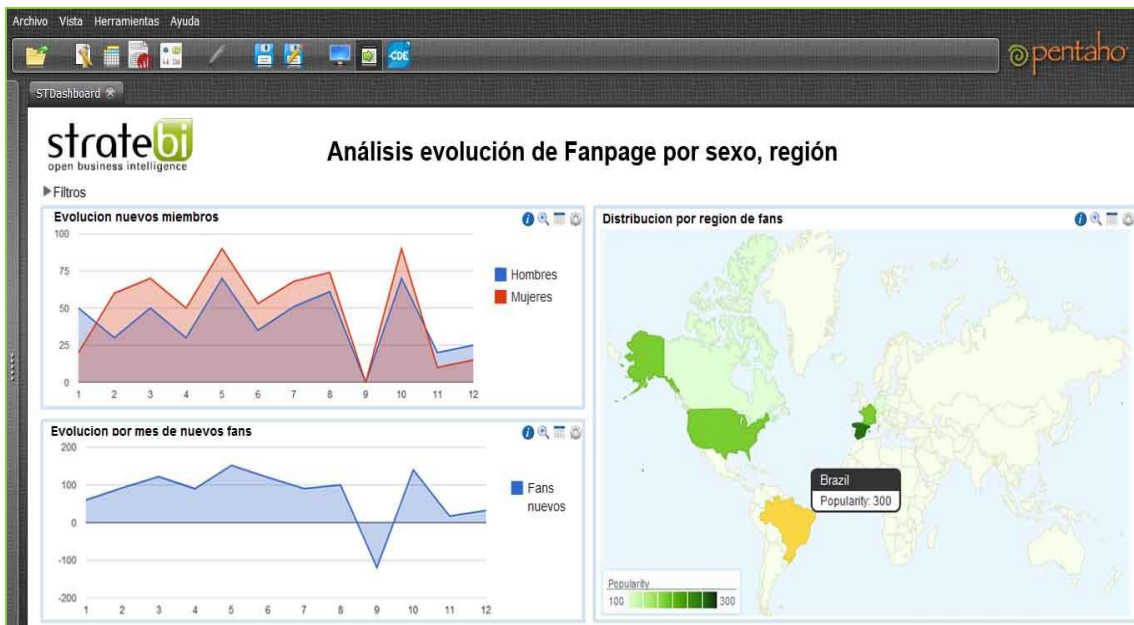 Archivo Vista Herramientas Ayuda
CDE
pentaho
STDashboard
stratebi
open business intelligence
Análisis evolución de Fanpage por sexo, región
Filtros
Evolucion nuevos miembros
100
75
50
25
0
1 2 3 4 5 6 7 8 9 10 11 12
Hombres
Mujeres
Evolucion por mes de nuevos fans
200
100
0
-100
-200
1 2 3 4 5 6 7 8 9 10 11 12
Fans
nuevos
Distribucion por region de fans
Brazil
Popularity: 300
Popularity
100 300